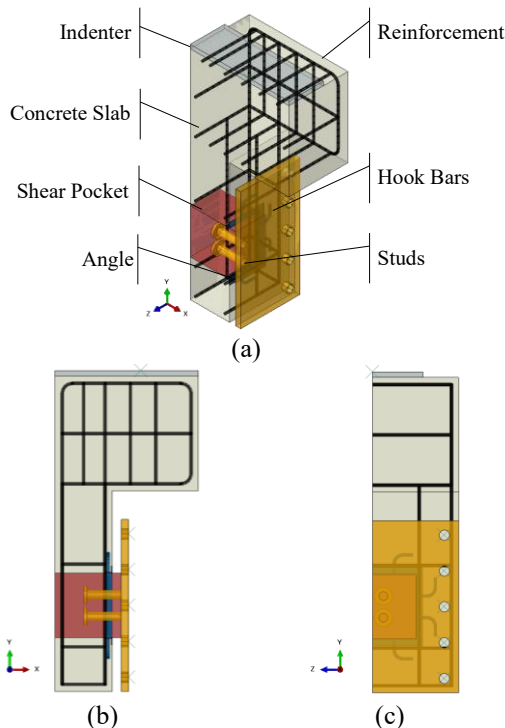 Indenter
Reinforcement
Concrete Slab
Shear Pocket
Hook Bars
Angle
Studs
Y
Z
X
(a)
Y
X
Y
Z
(b)
(c)